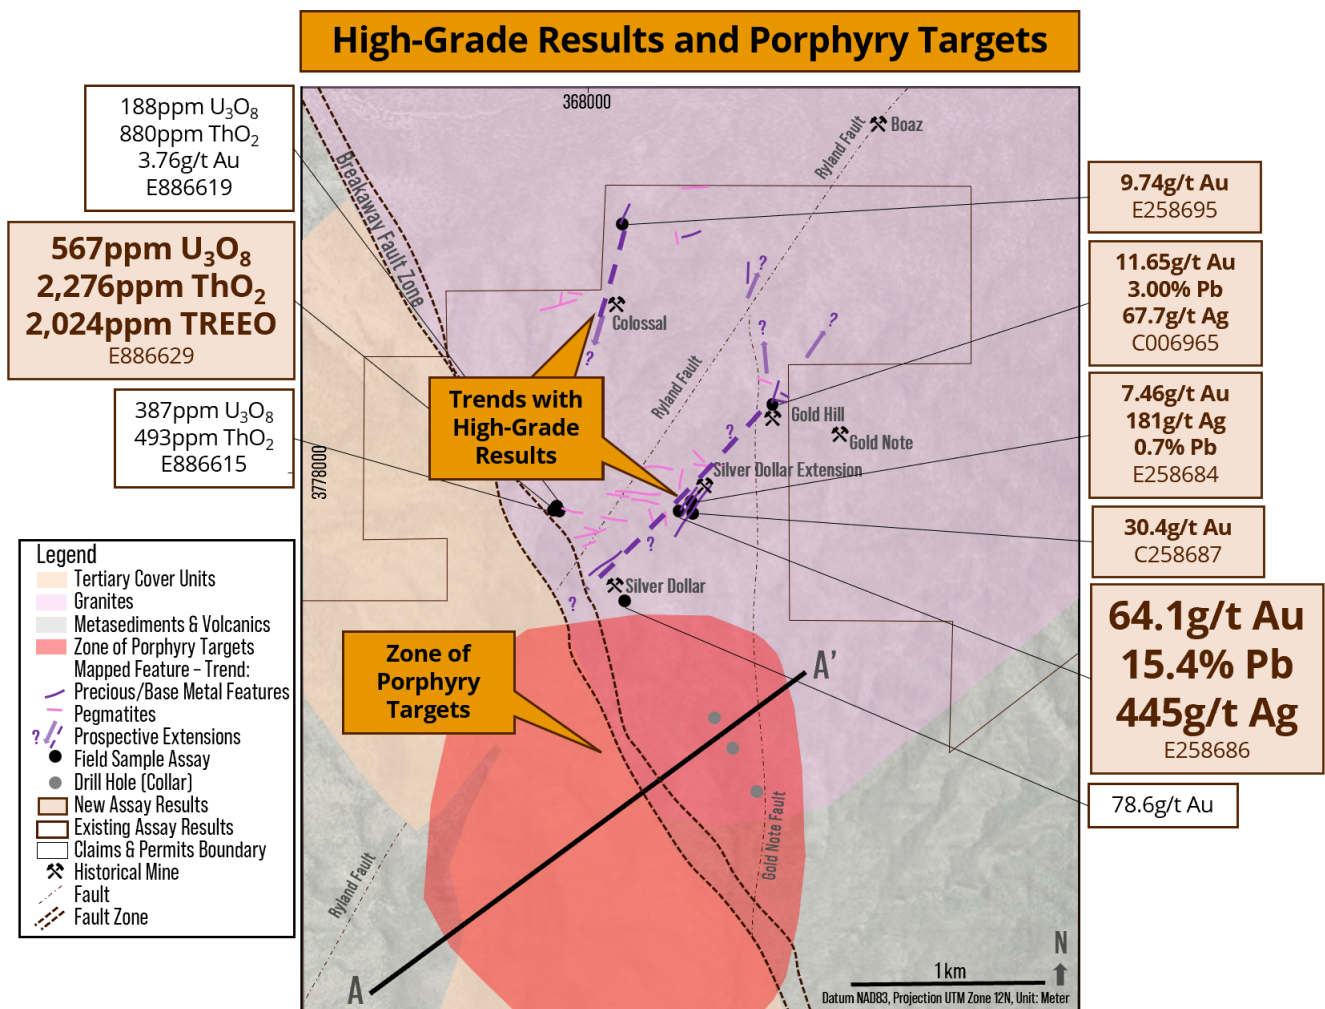 High-Grade Results and Porphyry Targets
188ppm U₃O₈
880ppm ThO₂
3.76g/t Au
E886619
567ppm U₃O₈
2,276ppm ThO₂
2,024ppm TREEO
E886629
387ppm U₃O₈
493ppm ThO₂
E886615
368000
3778000
Breakaway Fault Zone
Ryland Fault
Boaz
Colossal
?
?
?
?
Ryland Fault
Trends with
High-Grade
Results
Gold Hill
Gold Note
?
Silver Dollar Extension
?
Silver Dollar
?
Zone of
Porphyry
Targets
A'
Gold Note Fault
Ryland Fault
A
N
1km
Datum NAD83, Projection UTM Zone 12N, Unit: Meter
9.74g/t Au
E258695
11.65g/t Au
3.00% Pb
67.7g/t Ag
C006965
7.46g/t Au
181g/t Ag
0.7% Pb
E258684
30.4g/t Au
C258687
64.1g/t Au
15.4% Pb
445g/t Ag
E258686
78.6g/t Au
Legend
Tertiary Cover Units
Granites
Metasediments & Volcanics
Zone of Porphyry Targets
Mapped Feature – Trend:
Precious/Base Metal Features
Pegmatites
? Prospective Extensions
Field Sample Assay
Drill Hole (Collar)
New Assay Results
Existing Assay Results
Claims & Permits Boundary
Historical Mine
Fault
Fault Zone